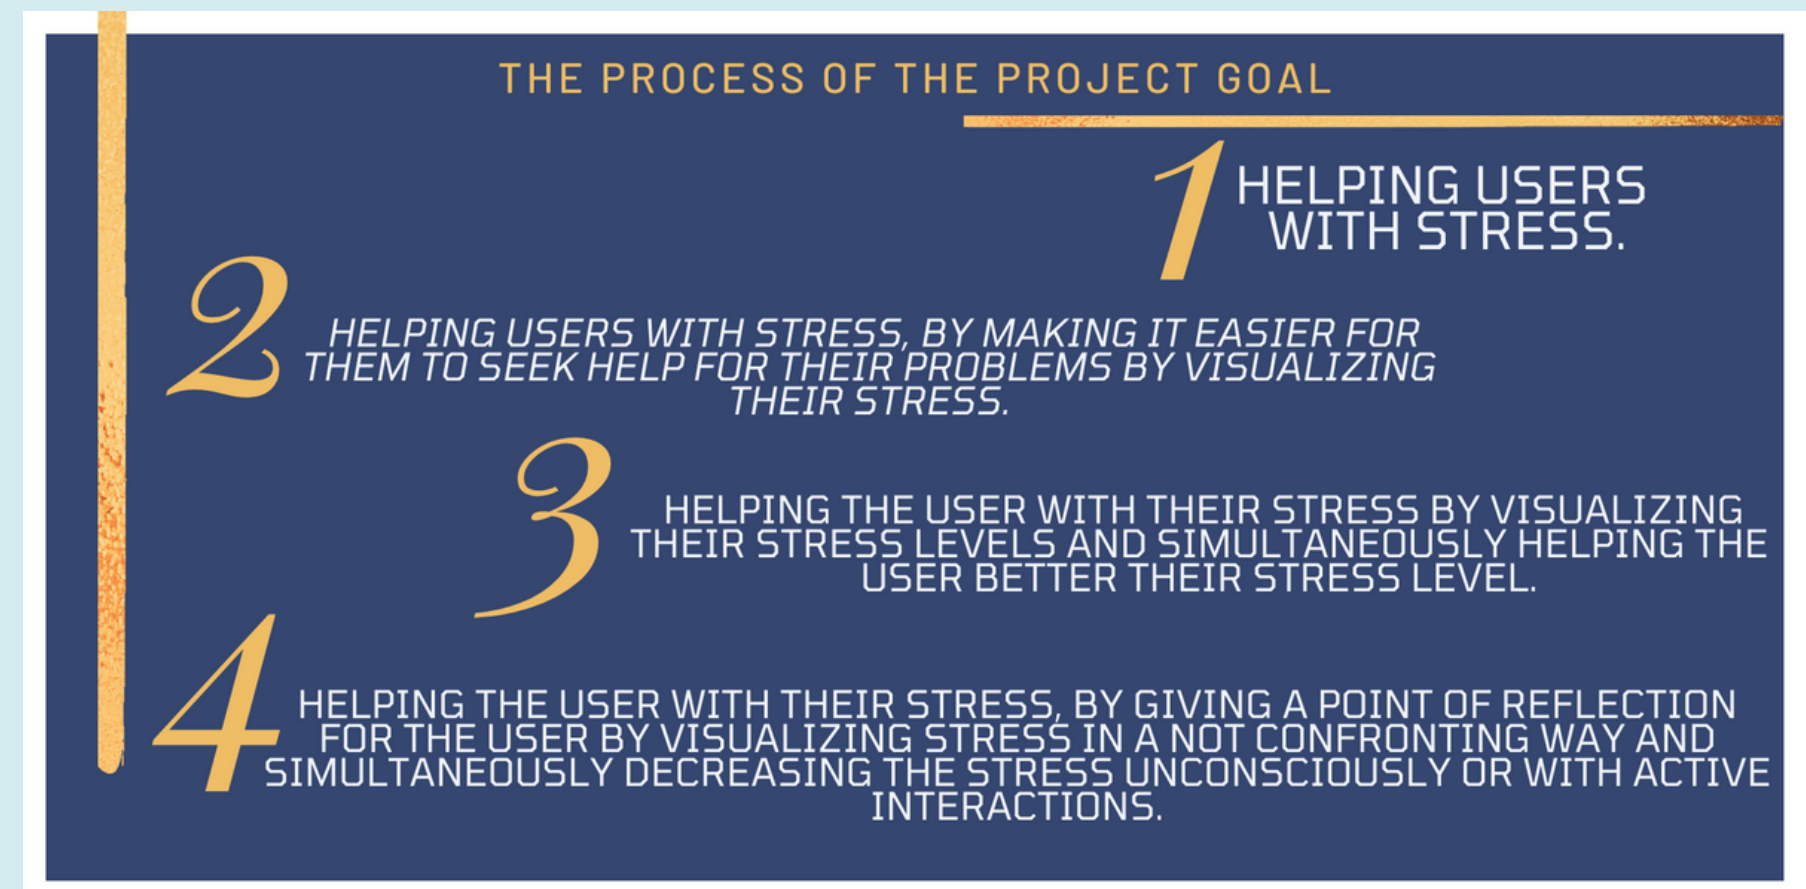 THE PROCESS OF THE PROJECT GOAL
1
HELPING USERS
WITH STRESS.
2
HELPING USERS WITH STRESS, BY MAKING IT EASIER FOR
THEM TO SEEK HELP FOR THEIR PROBLEMS BY VISUALIZING
THEIR STRESS.
3
HELPING THE USER WITH THEIR STRESS BY VISUALIZING
THEIR STRESS LEVELS AND SIMULTANEOUSLY HELPING THE
USER BETTER THEIR STRESS LEVEL.
4
HELPING THE USER WITH THEIR STRESS, BY GIVING A POINT OF REFLECTION
FOR THE USER BY VISUALIZING STRESS IN A NOT CONFRONTING WAY AND
SIMULTANEOUSLY DECREASING THE STRESS UNCONSCIOUSLY OR WITH ACTIVE
INTERACTIONS.